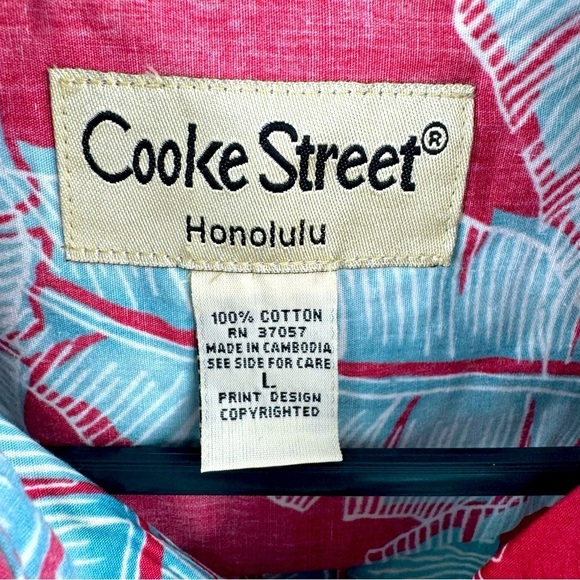 Cooke Street®
Honolulu
100% COTTON
RN 37057
MADE IN CAMBODIA
SEE SIDE FOR CARE
L
PRINT DESIGN
COPYRIGHTED